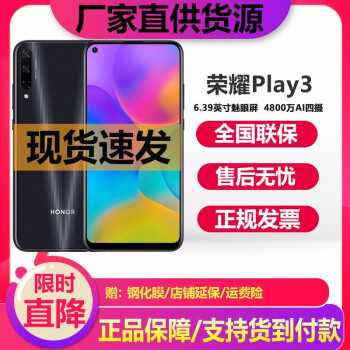 厂家直供货源
荣耀Play3
6.39英寸魅眼屏 4800万AI四摄
全国联保
现货速发
售后无忧
正规发票
HONOR
限时
直降
赠：钢化膜/店铺延保/运费险
正品保障/支持货到付款